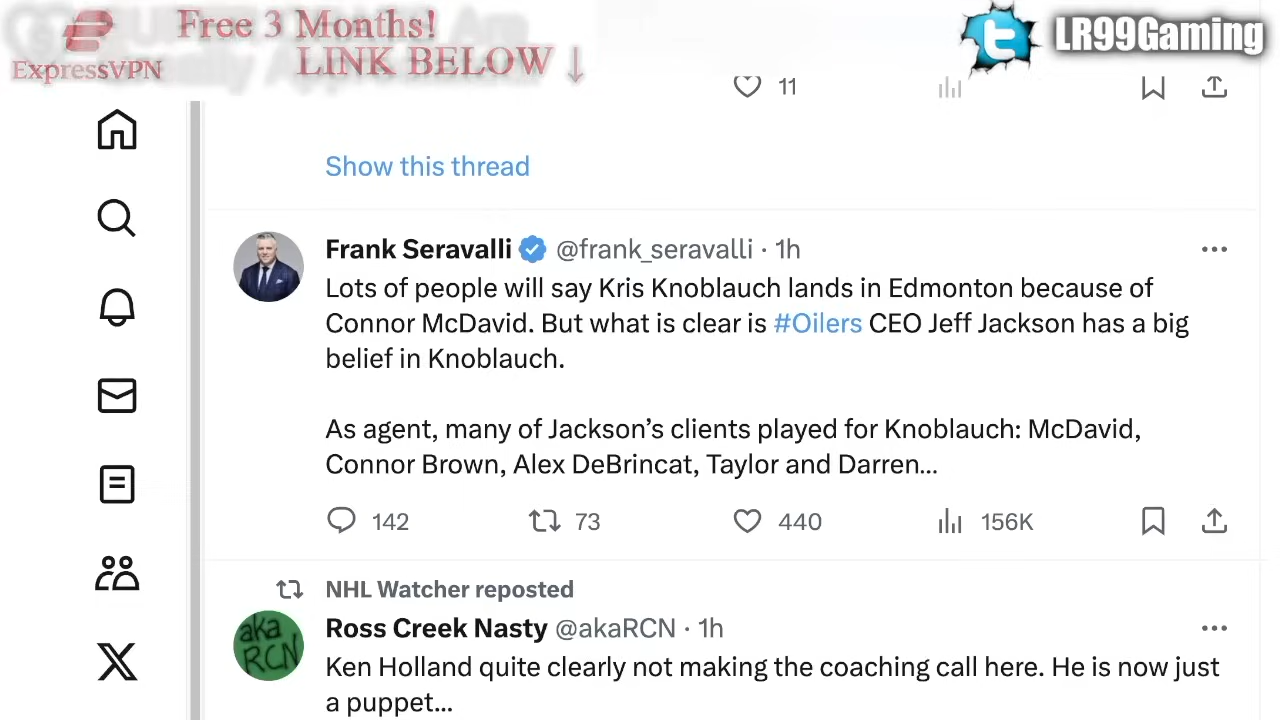 Free 3 Months!
LINK BELOW ↓
ExpressVPN
LR99Gaming
11
Show this thread
Frank Seravalli @frank_seravalli · 1h
Lots of people will say Kris Knoblauch lands in Edmonton because of
Connor McDavid. But what is clear is #Oilers CEO Jeff Jackson has a big
belief in Knoblauch.
As agent, many of Jackson’s clients played for Knoblauch: McDavid,
Connor Brown, Alex DeBrincat, Taylor and Darren...
142 73 440 156K
NHL Watcher reposted
aka
RCN
Ross Creek Nasty @akaRCN · 1h
Ken Holland quite clearly not making the coaching call here. He is now just
a puppet...